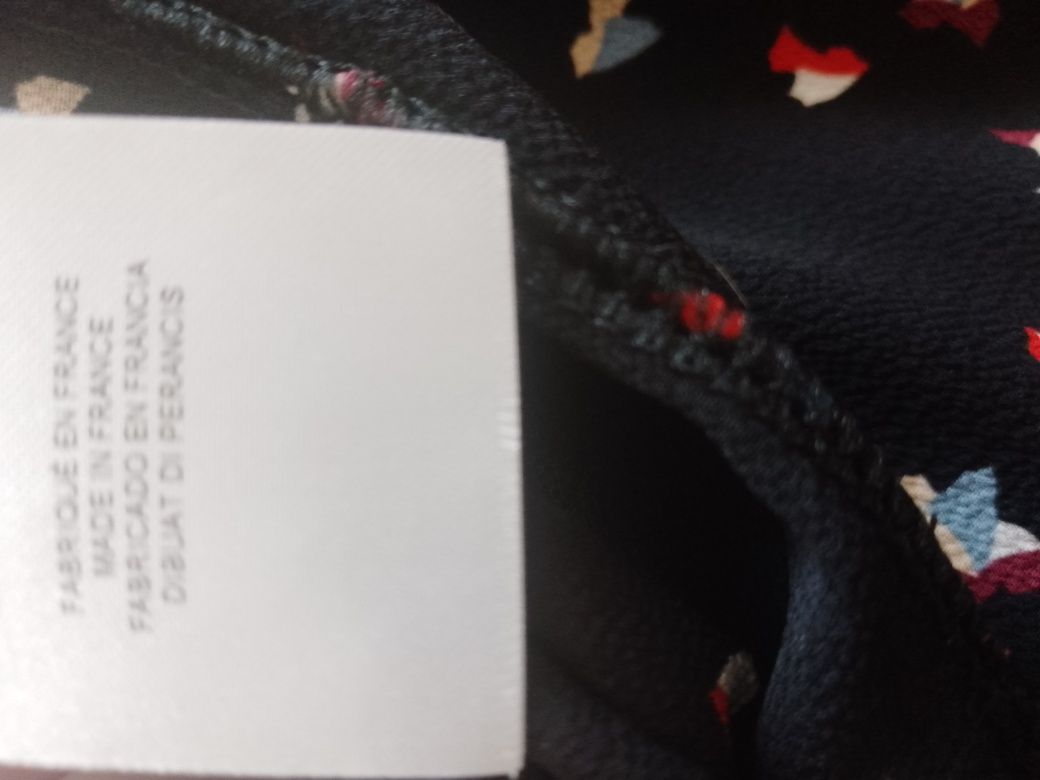 FABRIQUÉ EN FRANCE
MADE IN FRANCE
FABRICADO EN FRANCIA
DIBUAT DI PERANCIS